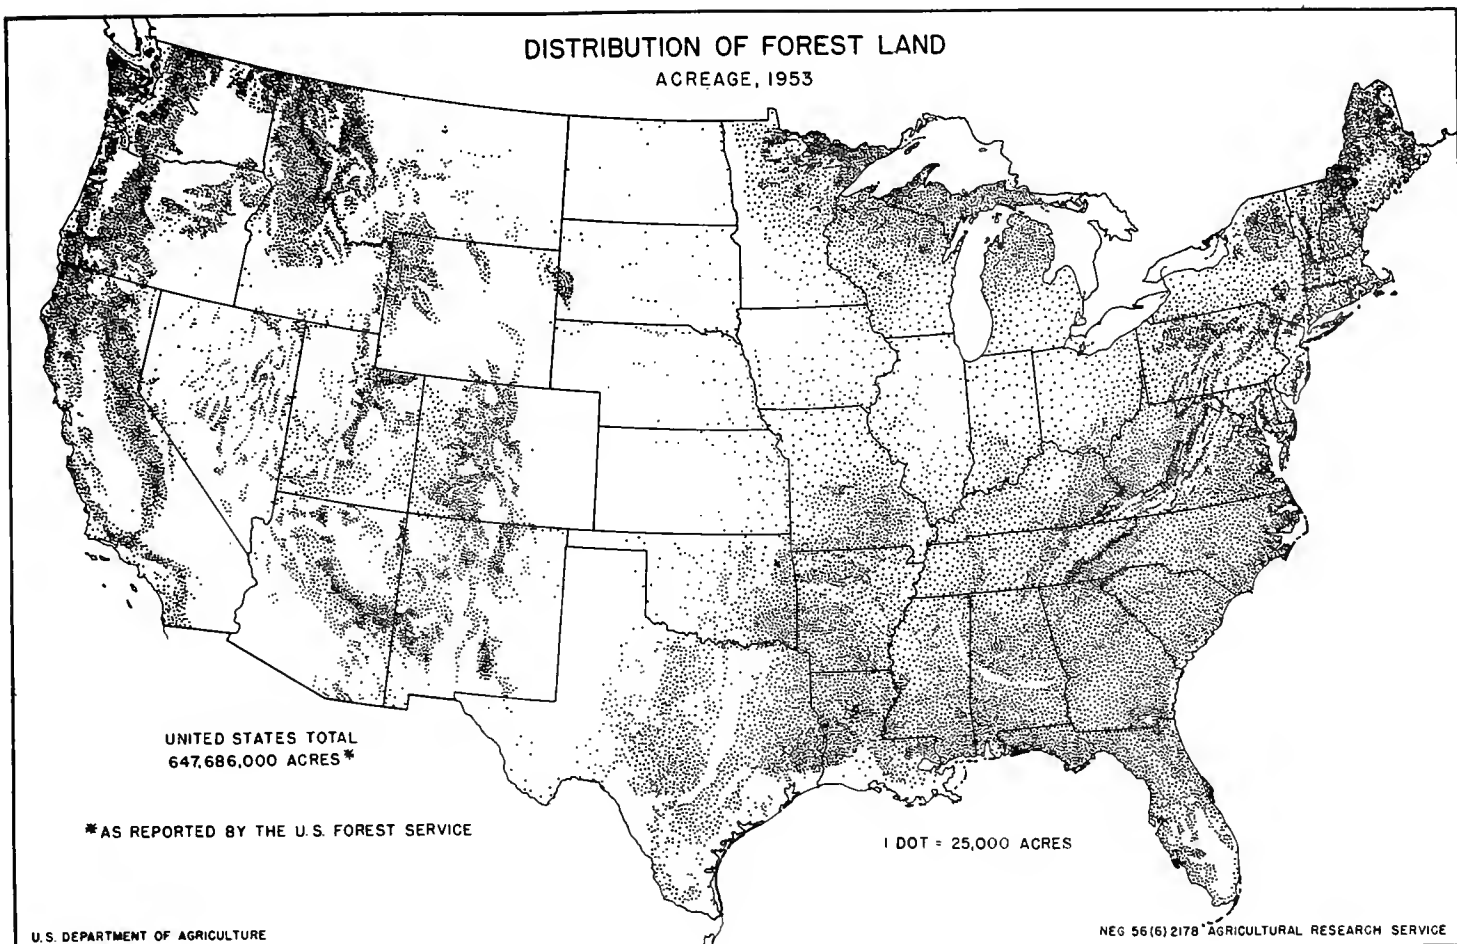 DISTRIBUTION OF FOREST LAND
ACREAGE, 1953
UNITED STATES TOTAL
647,686,000 ACRES*
*AS REPORTED BY THE U.S. FOREST SERVICE
1 DOT = 25,000 ACRES
U.S. DEPARTMENT OF AGRICULTURE
NEG 56(6)2178 AGRICULTURAL RESEARCH SERVICE